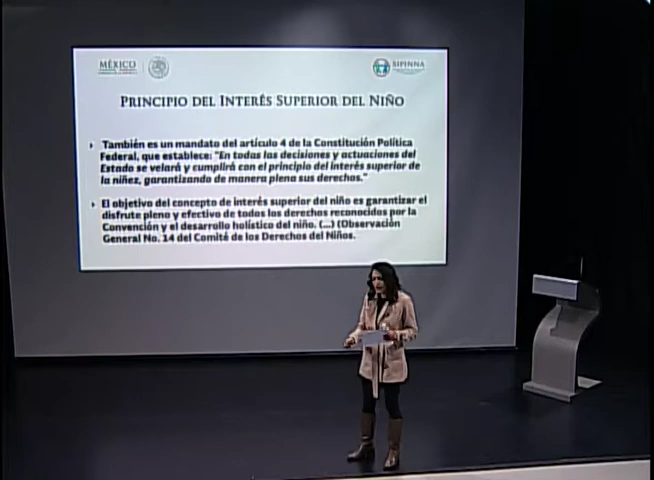 MÉXICO
SIPINNA
PRINCIPIO DEL INTERÉS SUPERIOR DEL NIÑO
También es un mandato del artículo 4 de la Constitución Política
Federal, que establece: "En todas las decisiones y actuaciones del
Estado se velará y cumplirá con el principio del interés superior de
la niñez, garantizando de manera plena sus derechos."
El objetivo del concepto de interés superior del niño es garantizar el
disfrute pleno y efectivo de todos los derechos reconocidos por la
Convención y el desarrollo holístico del niño. (...) (Observación
General No. 14 del Comité de los Derechos del Niños.